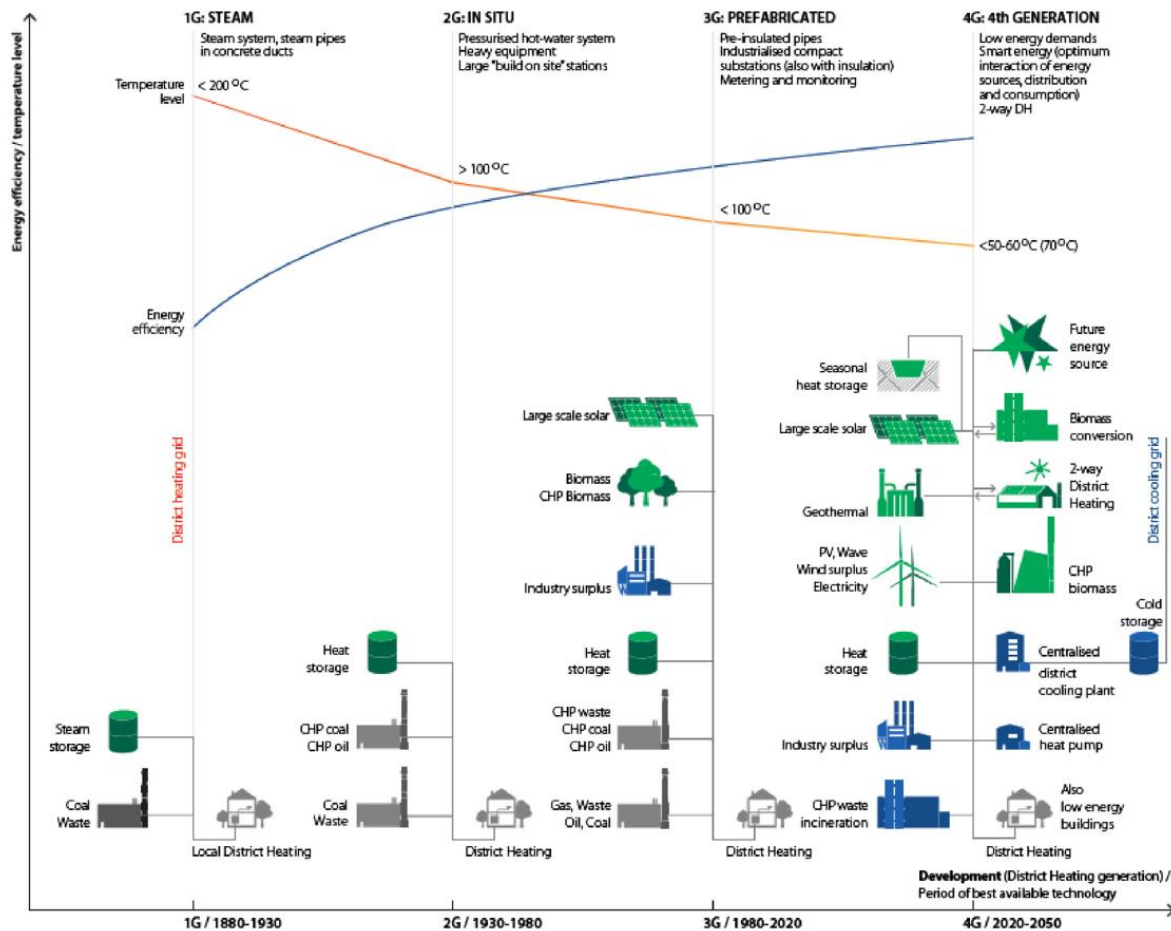 1G: STEAM
Steam system, steam pipes
in concrete ducts
2G: IN SITU
Pressurised hot-water system
Heavy equipment
Large "build on site" stations
3G: PREFABRICATED
Pre-insulated pipes
Industrialised compact
substations (also with insulation)
Metering and monitoring
4G: 4th GENERATION
Low energy demands
Smart energy (optimum
interaction of energy
sources, distribution
and consumption)
2-way DH
Energy efficiency / temperature level
Temperature
level
< 200 °C
> 100 °C
< 100 °C
<50-60 °C (70°C)
Energy
efficiency
District heating grid
Steam
storage
Coal
Waste
Local District Heating
Heat
storage
CHP coal
CHP oil
Coal
Waste
District Heating
Large scale solar
Biomass
CHP Biomass
Industry surplus
Heat
storage
CHP waste
CHP coal
CHP oil
Gas, Waste
Oil, Coal
District Heating
Seasonal
heat storage
Large scale solar
Geothermal
PV, Wave
Wind surplus
Electricity
Heat
storage
Industry surplus
CHP waste
incineration
Future
energy
source
Biomass
conversion
2-way
District
Heating
CHP
biomass
Cold
storage
Centralised
district
cooling plant
Centralised
heat pump
Also
low energy
buildings
District Heating
District cooling grid
Development (District Heating generation) /
Period of best available technology
1G / 1880-1930
2G / 1930-1980
3G / 1980-2020
4G / 2020-2050